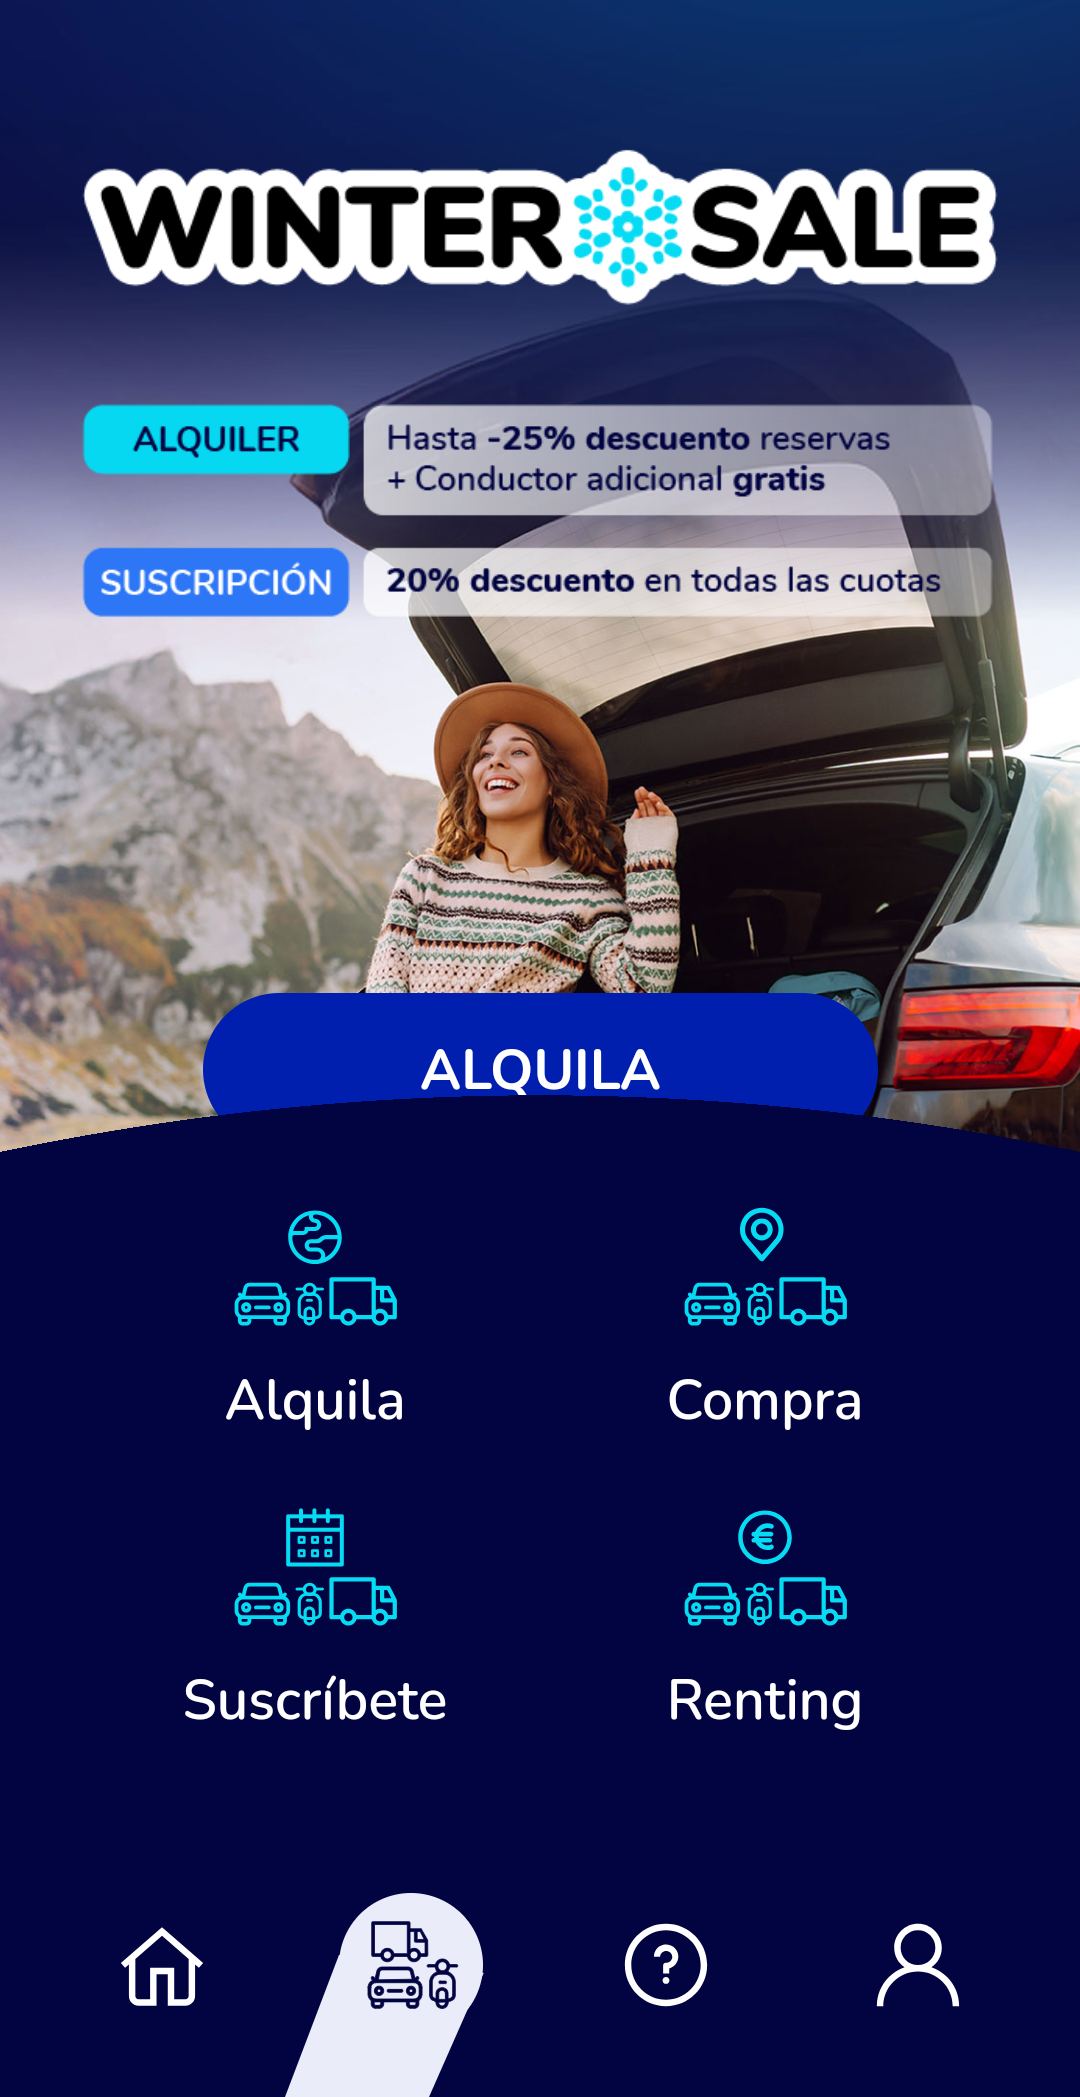 WINTER SALE
ALQUILER
Hasta -25% descuento reservas
+ Conductor adicional gratis
SUSCRIPCIÓN
20% descuento en todas las cuotas
ALQUILA
Alquila
Compra
Suscríbete
Renting